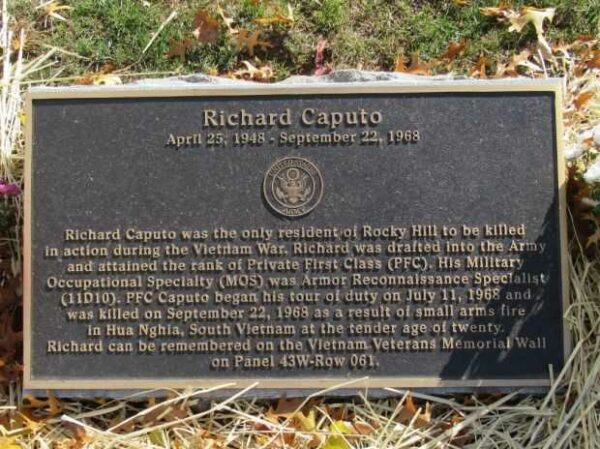 Richard Caputo
April 25, 1948 - September 22, 1968
Richard Caputo was the only resident of Rocky Hill to be killed
in action during the Vietnam War. Richard was drafted into the Army
and attained the rank of Private First Class (PFC). His Military
Occupational Specialty (MOS) was Armor Reconnaissance Specialist
(11D10). PFC Caputo began his tour of duty on July 11, 1968 and
was killed on September 22, 1968 as a result of small arms fire
in Hua Nghia, South Vietnam at the tender age of twenty.
Richard can be remembered on the Vietnam Veterans Memorial Wall
on Panel 43W-Row 061.